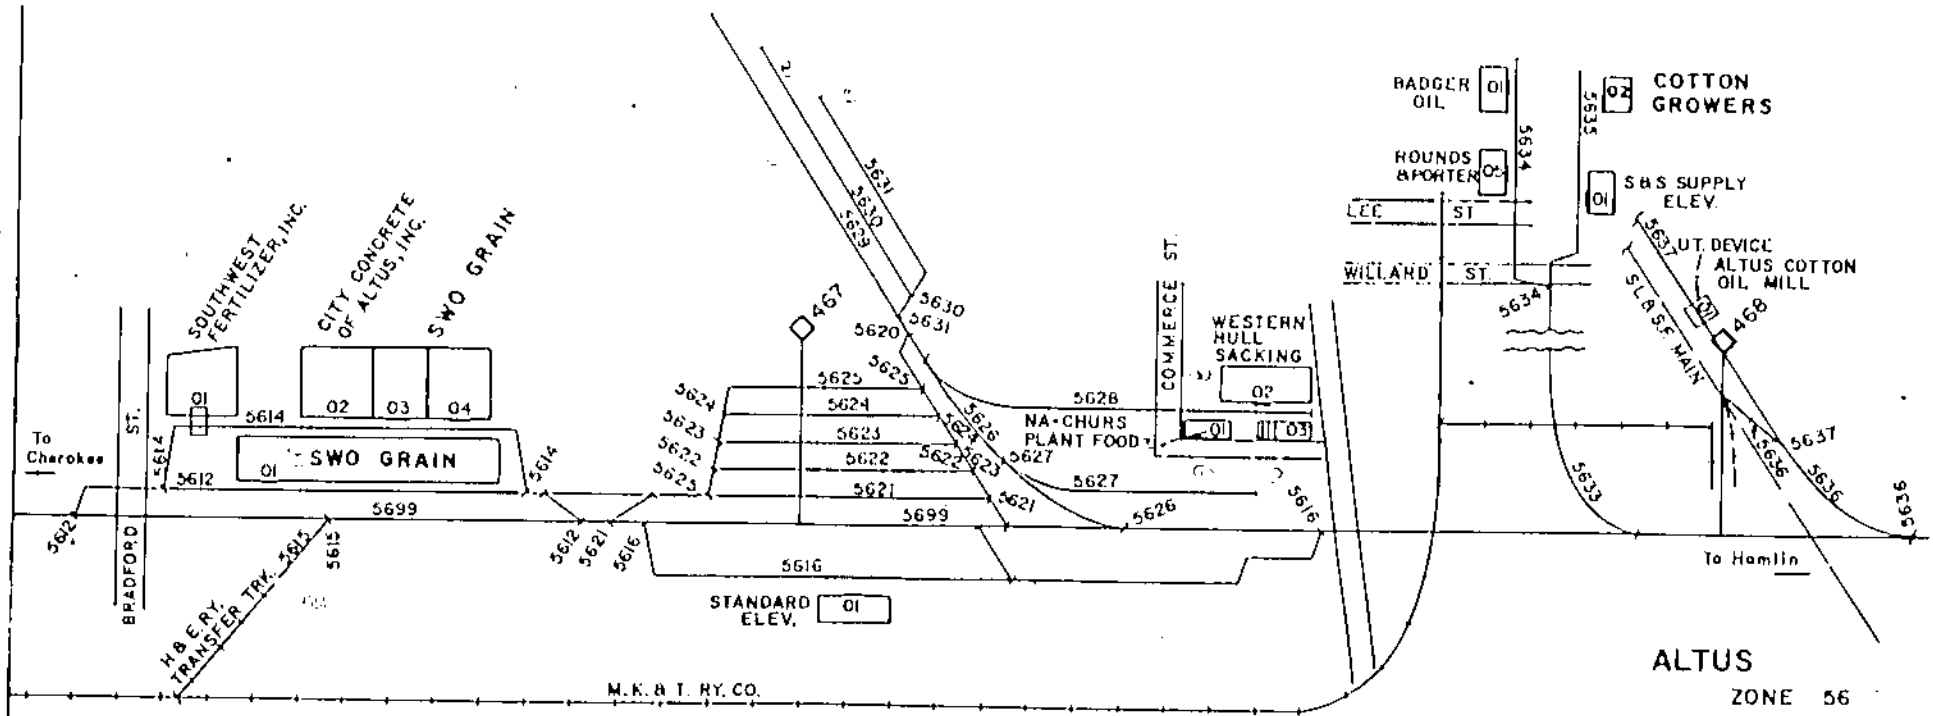 BADGER
OIL
01
02
COTTON
GROWERS
5634
5635
ROUNDS
& PORTER
01
S & S SUPPLY
ELEV.
LEE ST
WILLARD ST.
5634
5637
UT. DEVICE
ALTUS COTTON
OIL MILL
01
468
SL & S.F. MAIN
5637
5636
5636
5636
5633
To Hamlin
5631
5630
5629
5630
5631
5620
467
SOUTHWEST
FERTILIZER, INC.
CITY CONCRETE
OF ALTUS, INC.
SWO GRAIN
01
02
03
04
5614
01
SWO GRAIN
5614
5614
5612
To
Cherokee
5612
BRADFORD ST.
5699
5615
5615
H & E RY.
TRANSFER TRK.
5612
5621
5616
5624
5623
5622
5625
5625
5625
5624
5624
5623
5623
5622
5622
5621
5621
5699
5626
5627
5628
5627
5626
NA-CHURS
PLANT FOOD
COMMERCE ST.
WESTERN
HULL
SACKING
02
01
03
5616
5616
STANDARD
ELEV.
01
M. K. & T. RY. CO.
ALTUS
ZONE 56